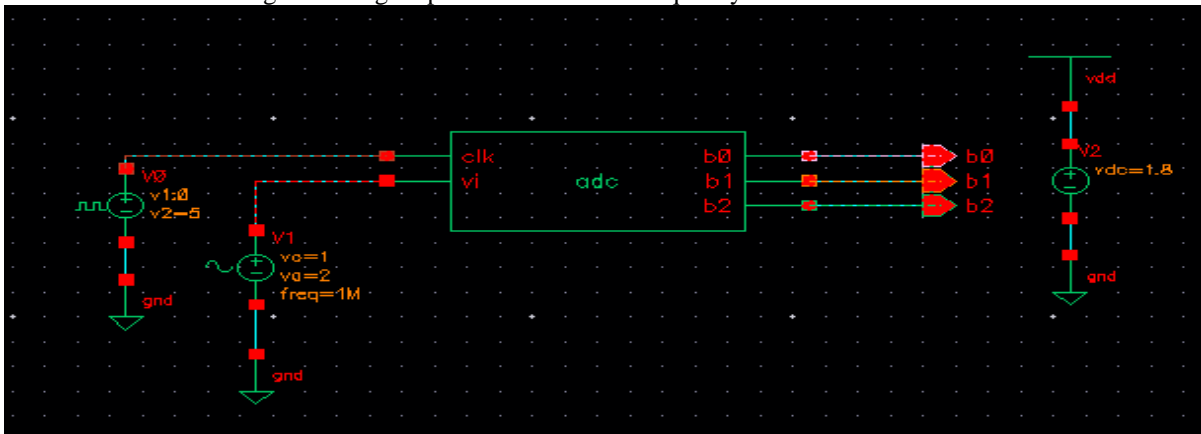 clk b0 b0
vi adc b1 b1
b2 b2
V0
v1:0
v2=5
gnd
V1
vo=1
va=2
freq=1M
gnd
vdd
V2
vdc=1.8
gnd